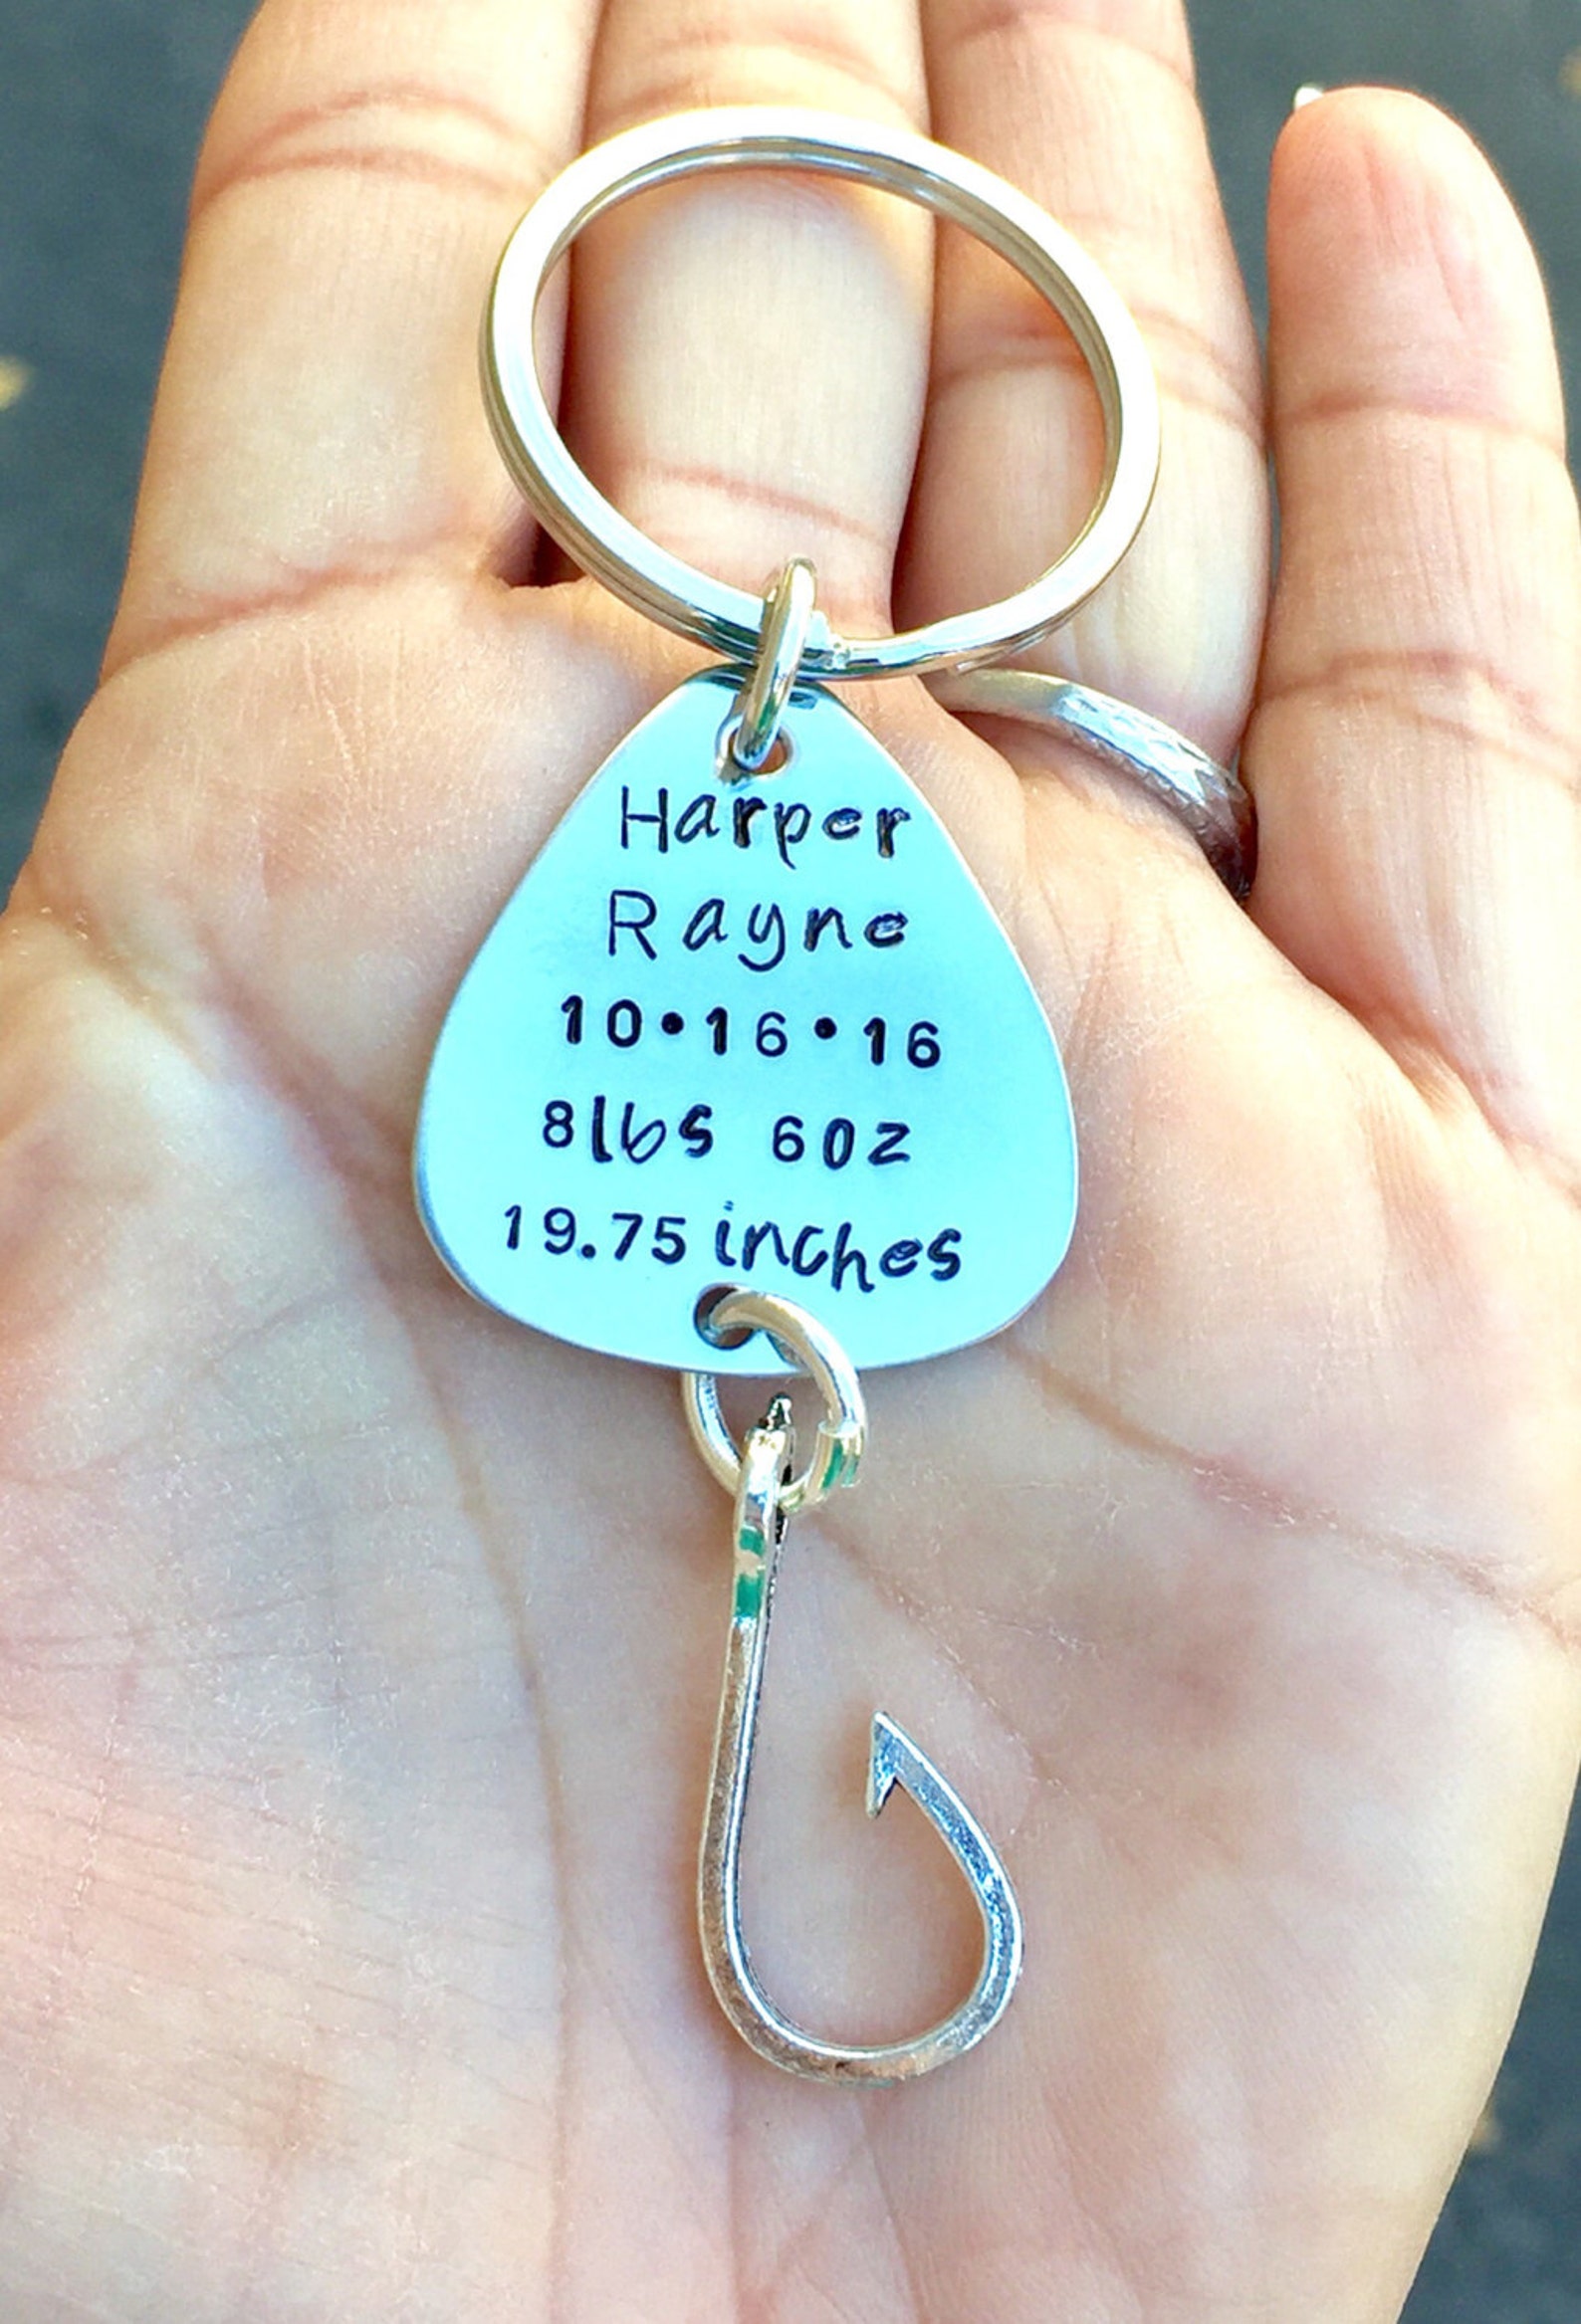 Harper
Rayne
10•16•16
8lbs 6oz
19.75 inches